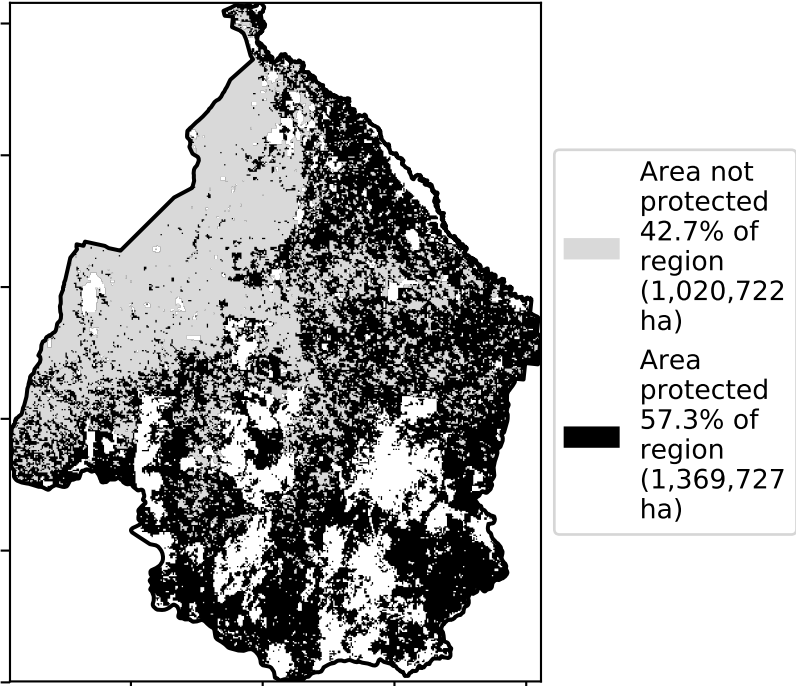 Area not
protected
42.7% of
region
(1,020,722
ha)
Area
protected
57.3% of
region
(1,369,727
ha)